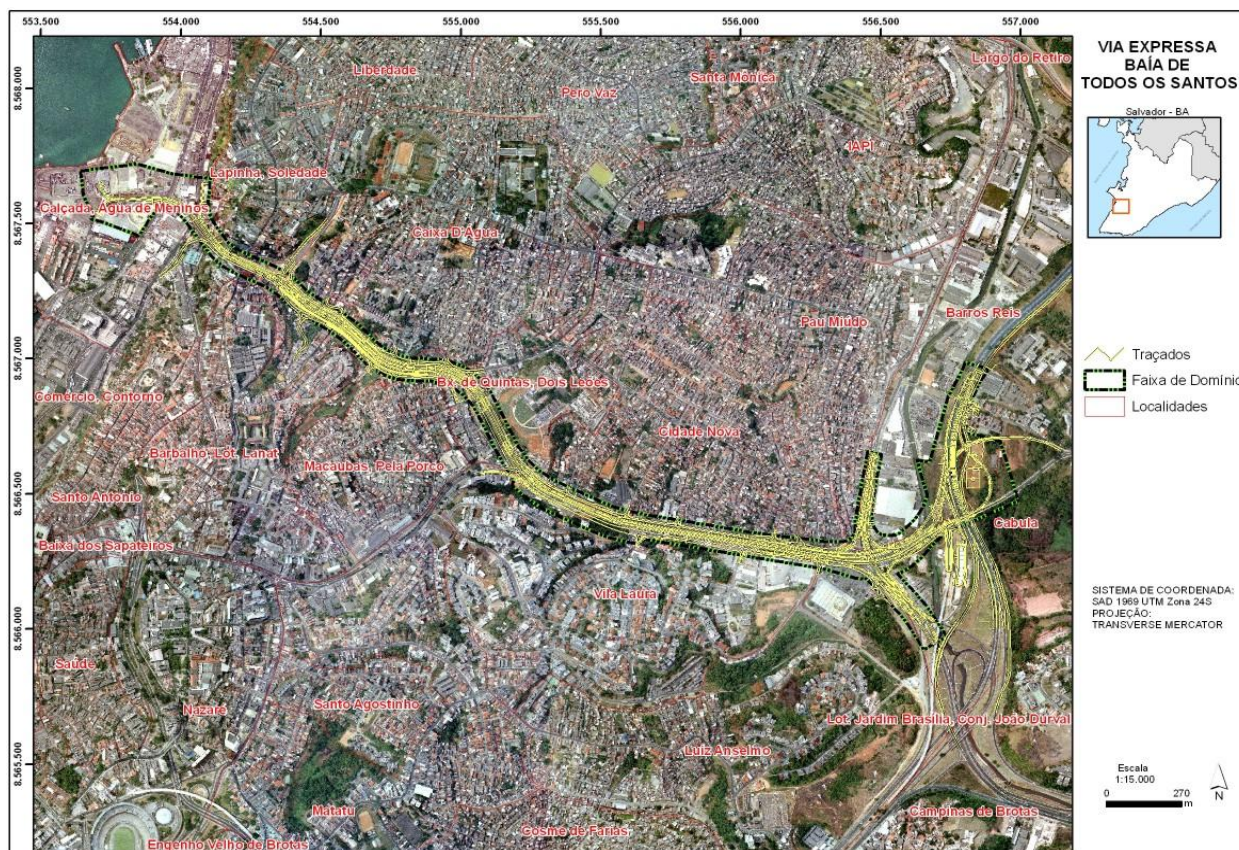 553.500 554.000 554.500 555.000 555.500 556.000 556.500 557.000
8.568.000
8.567.500
8.567.000
8.566.500
8.566.000
8.565.500
Liberdade
Largo do Retiro
Santa Mônica
Pero Vaz
IAPI
Lapinha, Soledade
Calçada, Água de Meninos
Caixa D'Agua
Pau Miúdo
Barros Reis
Bx. de Quintas, Dois Leões
Comércio, Contorno
Cidade Nova
Barbalho, Lot. Lanat
Macaúbas, Pela Porco
Santo Antonio
Cabula
Baixa dos Sapateiros
Vila Laura
Saúde
Nazaré
Santo Agostinho
Lot. Jardim Brasília, Conj. João Durval
Luiz Anselmo
Matatu
Campinas de Brotas
Cosme de Farias
Engenho Velho de Brotas
VIA EXPRESSA
BAÍA DE
TODOS OS SANTOS
Salvador - BA
Traçados
Faixa de Domínio
Localidades
SISTEMA DE COORDENADA:
SAD 1969 UTM Zona 24S
PROJEÇÃO:
TRANSVERSE MERCATOR
Escala
1:15.000
0 270
m
N